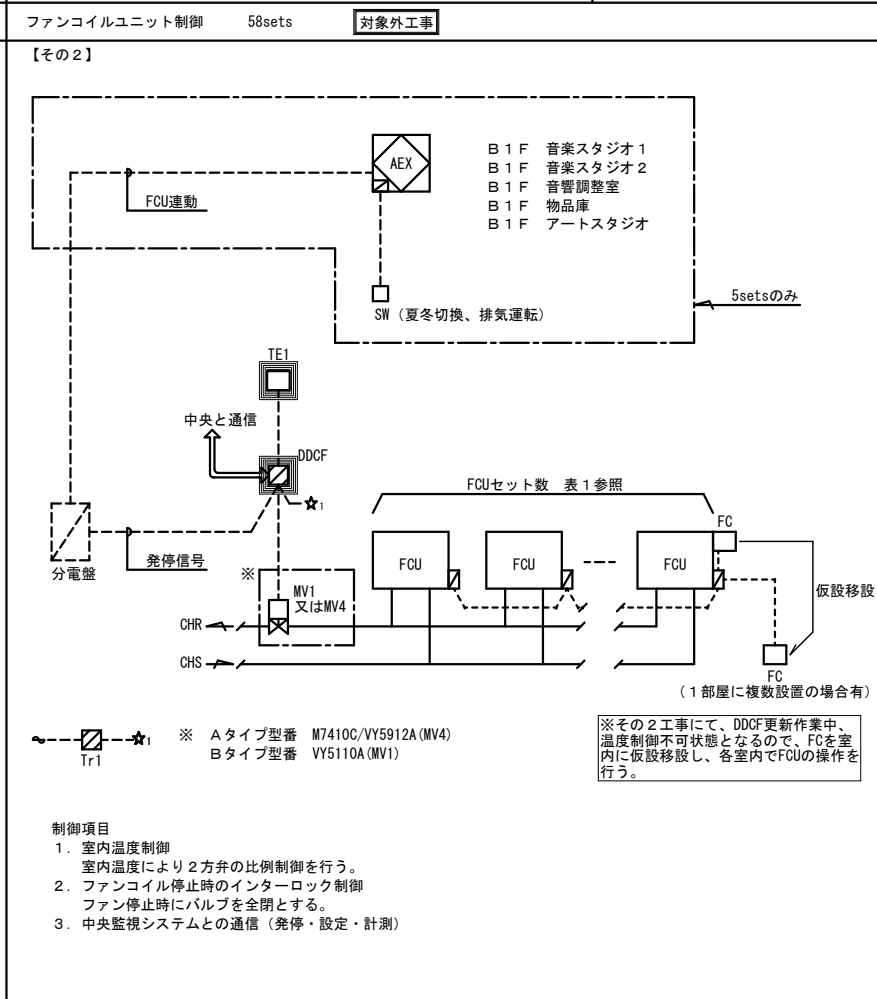 ファンコイルユニット制御 58sets 対象外工事
【その2】
AEX
B1F 音楽スタジオ1
B1F 音楽スタジオ2
B1F 音響調整室
B1F 物品庫
B1F アートスタジオ
FCU連動
SW (夏冬切換、排気運転)
5setsのみ
TE1
中央と通信
DDCF
☆1
FCUセット数 表1参照
FC
FCU
FCU
FCU
発停信号
分電盤
※
MV1
又はMV4
仮設移設
CHR
CHS
FC
(1部屋に複数設置の場合有)
Tr1
☆1
※ Aタイプ型番 M7410C/VY5912A(MV4)
Bタイプ型番 VY5110A(MV1)
※その2工事にて、DDCF更新作業中、
温度制御不可状態となるので、FCを室
内に仮設移設し、各室内でFCUの操作を
行う。
制御項目
1. 室内温度制御
室内温度により2方弁の比例制御を行う。
2. ファンコイル停止時のインターロック制御
ファン停止時にバルブを全閉とする。
3. 中央監視システムとの通信(発停・設定・計測)